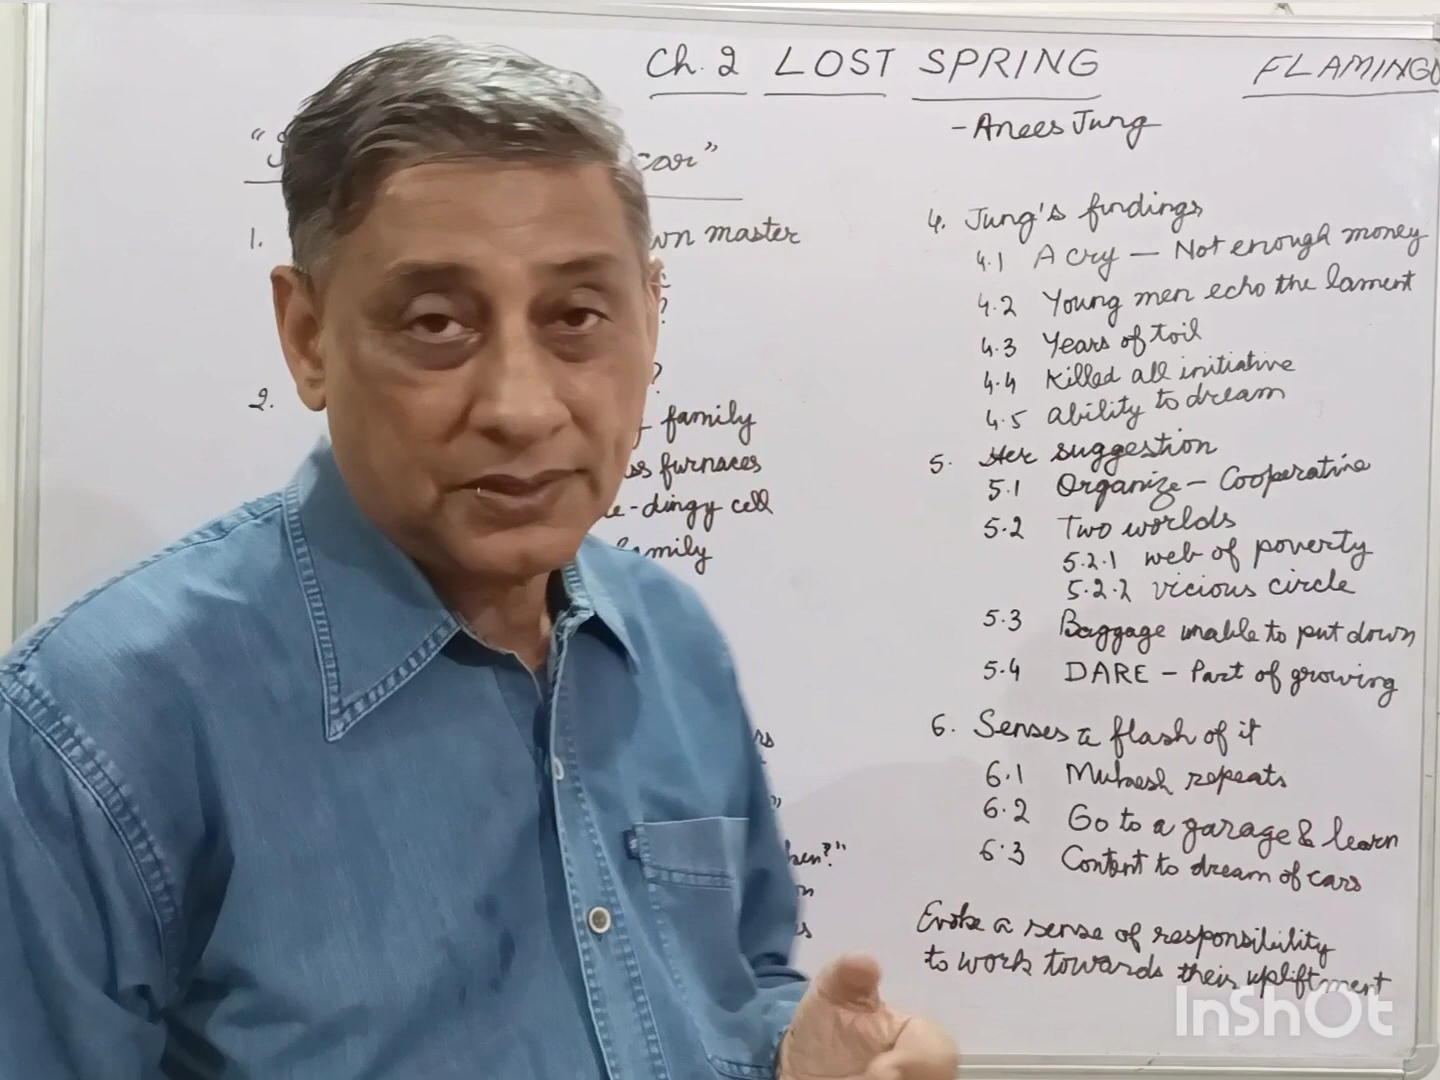 Ch. 2 LOST SPRING
FLAMINGO
- Anees Jung
car”
1.
wn master
?
?
2.
family
ss furnaces
- dingy cell
family
rs
hen?"
on
4. Jung's findings
4.1 A cry — Not enough money
4.2 Young men echo the lament
4.3 Years of toil
4.4 Killed all initiative
4.5 ability to dream
5. Her suggestion
5.1 Organize - Cooperative
5.2 Two worlds
5.2.1 web of poverty
5.2.2 vicious circle
5.3 Baggage unable to put down
5.4 DARE - Part of growing
6. Senses a flash of it
6.1 Mukesh repeats
6.2 Go to a garage & learn
6.3 Content to dream of cars
Evoke a sense of responsibility
to work towards their upliftment
InShOt